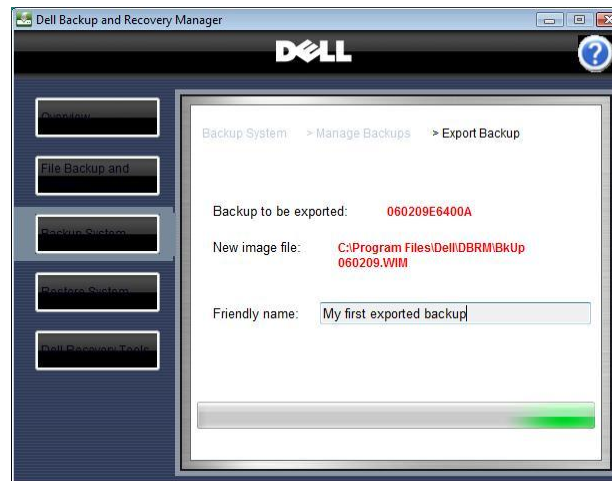 Dell Backup and Recovery Manager
DELL
?
Overview
File Backup and
Backup System
Restore System
Dell Recovery Tools
Backup System > Manage Backups > Export Backup
Backup to be exported: 060209E6400A
New image file: C:\Program Files\Dell\DBRM\BkUp
060209.WIM
Friendly name: My first exported backup